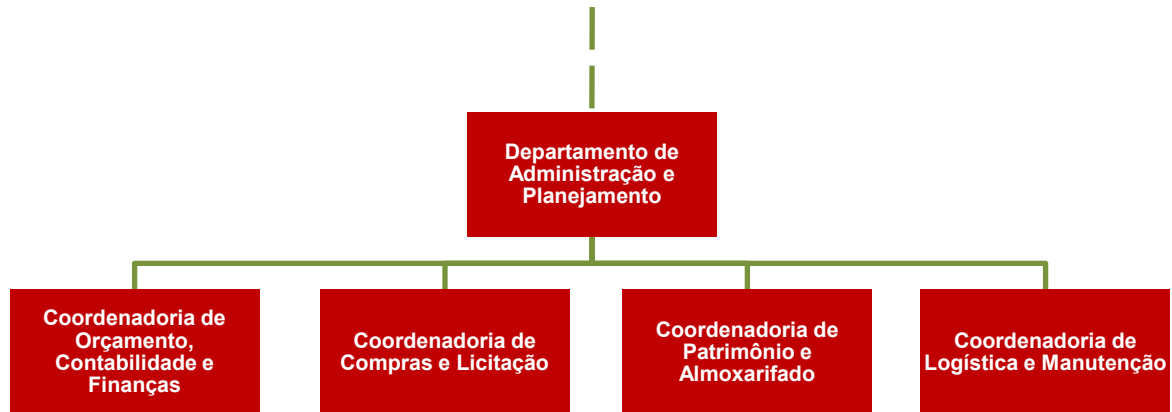 Departamento de
Administração e
Planejamento
Coordenadoria de
Orçamento,
Contabilidade e
Finanças
Coordenadoria de
Compras e Licitação
Coordenadoria de
Patrimônio e
Almoxarifado
Coordenadoria de
Logística e Manutenção